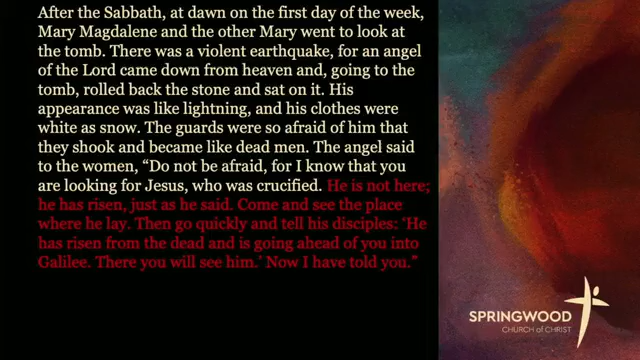 After the Sabbath, at dawn on the first day of the week,
Mary Magdalene and the other Mary went to look at
the tomb. There was a violent earthquake, for an angel
of the Lord came down from heaven and, going to the
tomb, rolled back the stone and sat on it. His
appearance was like lightning, and his clothes were
white as snow. The guards were so afraid of him that
they shook and became like dead men. The angel said
to the women, “Do not be afraid, for I know that you
are looking for Jesus, who was crucified. He is not here;
he has risen, just as he said. Come and see the place
where he lay. Then go quickly and tell his disciples: ‘He
has risen from the dead and is going ahead of you into
Galilee. There you will see him.’ Now I have told you.”
SPRINGWOOD
CHURCH of CHRIST